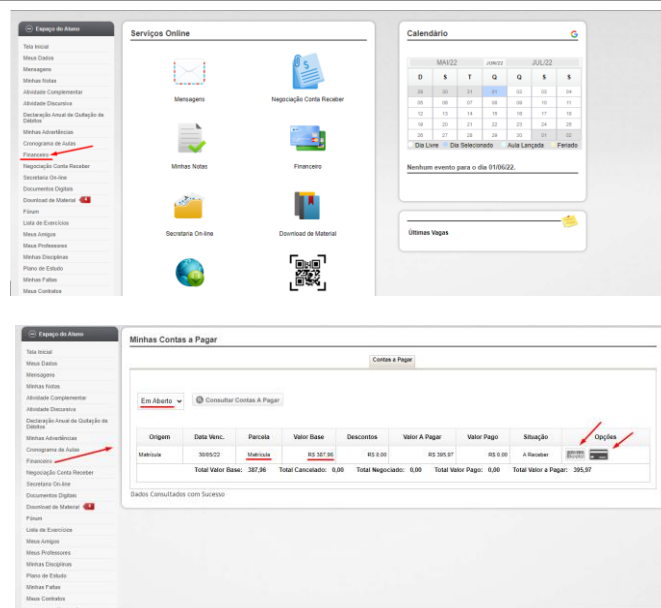 Espaço do Aluno
Tela Inicial
Meus Dados
Mensagens
Minhas Notas
Atividade Complementar
Atividade Discursiva
Declaração Anual de Quitação de
Débitos
Minhas Advertências
Cronograma de Aulas
Financeiro
Negociação Conta Receber
Secretaria On-line
Documentos Digitais
Download de Material
Fórum
Lista de Exercícios
Meus Amigos
Meus Professores
Minhas Disciplinas
Plano de Estudo
Minhas Faltas
Meus Contratos
Serviços Online
Mensagens
Negociação Conta Receber
Minhas Notas
Financeiro
Secretaria On-line
Download de Material
Calendário
MAI/22 JUN/22 JUL/22
D S T Q Q S S
29 30 31 01 02 03 04
05 06 07 08 09 10 11
12 13 14 15 16 17 18
19 20 21 22 23 24 25
26 27 28 29 30 01 02
Dia Livre Dia Selecionado Aula Lançada Feriado
Nenhum evento para o dia 01/06/22.
Últimas Vagas
Espaço do Aluno
Tela Inicial
Meus Dados
Mensagens
Minhas Notas
Atividade Complementar
Atividade Discursiva
Declaração Anual de Quitação de
Débitos
Minhas Advertências
Cronograma de Aulas
Financeiro
Negociação Conta Receber
Secretaria On-line
Documentos Digitais
Download de Material
Fórum
Lista de Exercícios
Meus Amigos
Meus Professores
Minhas Disciplinas
Plano de Estudo
Minhas Faltas
Meus Contratos
Minhas Contas a Pagar
Contas a Pagar
Em Aberto Consultar Contas A Pagar
Origem Data Venc. Parcela Valor Base Descontos Valor A Pagar Valor Pago Situação Opções
Matrícula 30/05/22 Matrícula R$ 387,96 R$ 0,00 R$ 395,97 R$ 0,00 A Receber
Total Valor Base: 387,96 Total Cancelado: 0,00 Total Negociado: 0,00 Total Valor Pago: 0,00 Total Valor a Pagar: 395,97
Dados Consultados com Sucesso